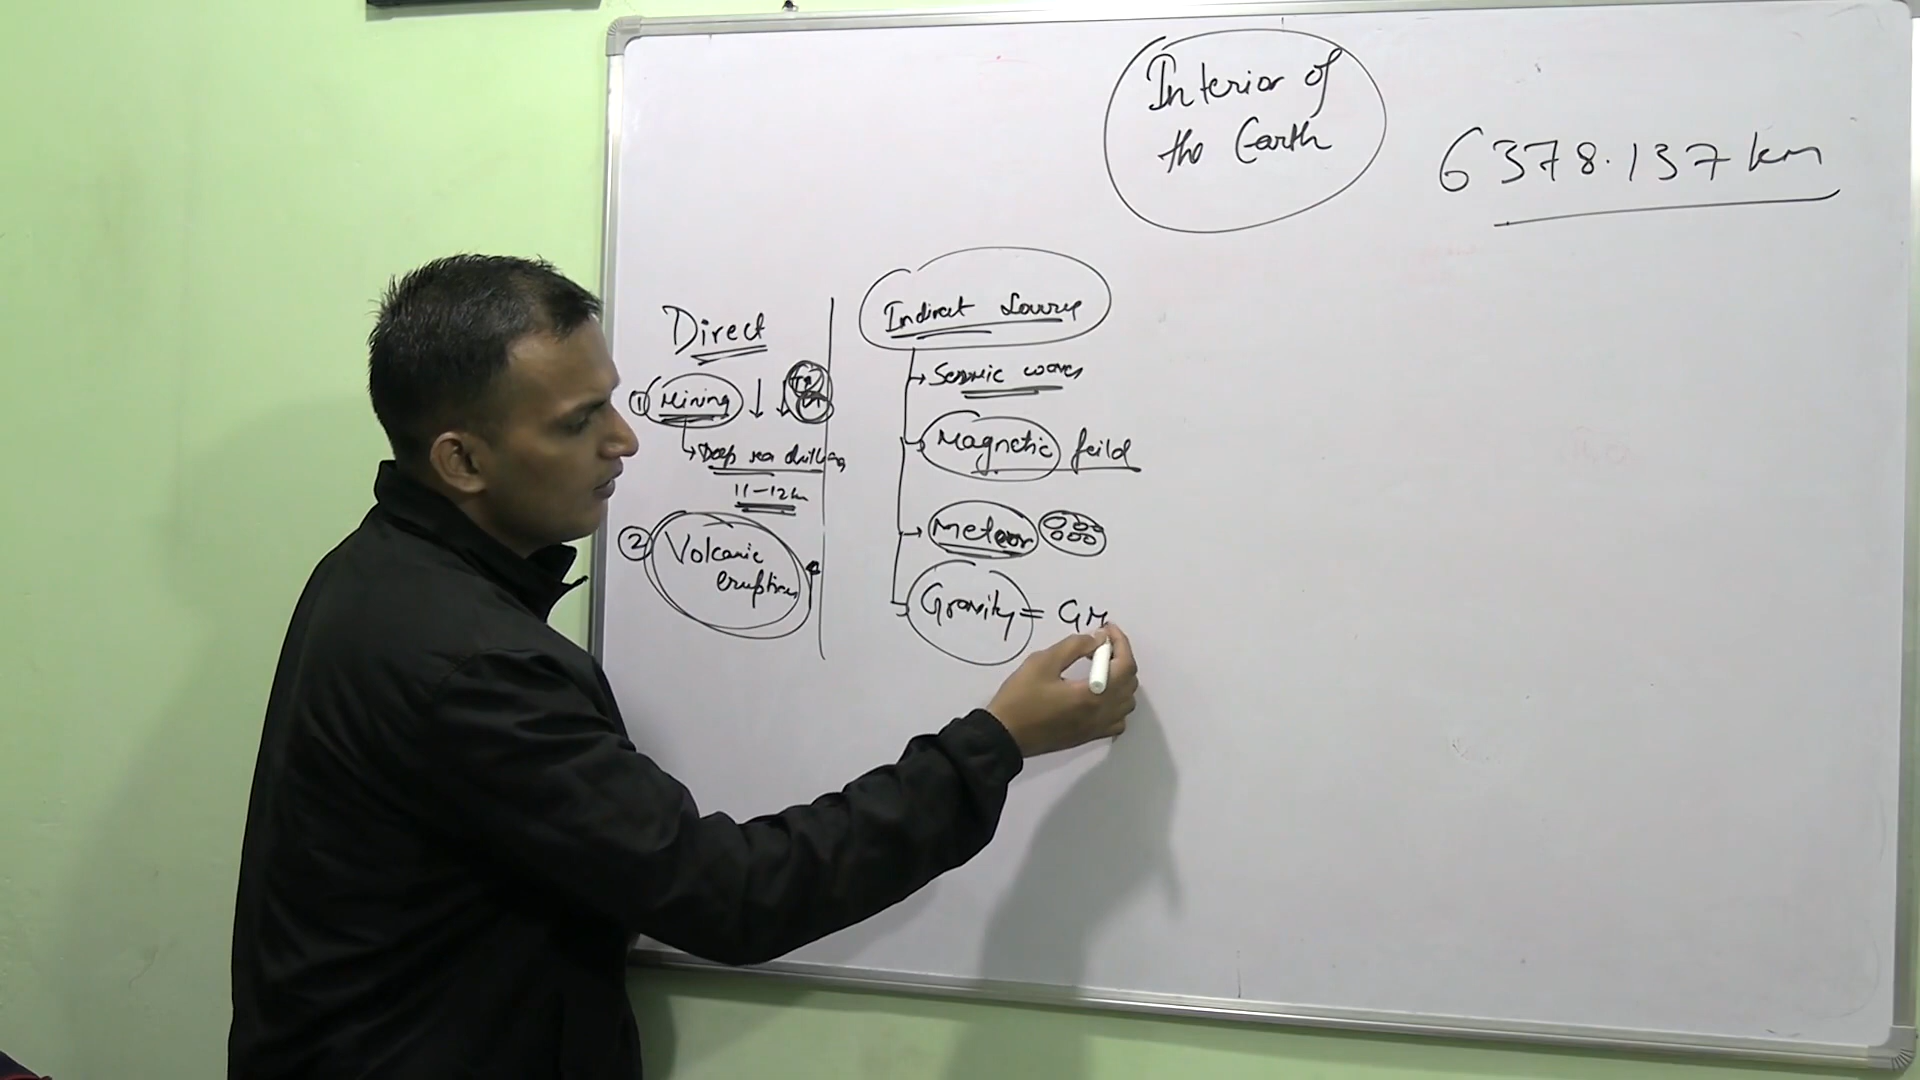 Interior of
the Earth
6378.137 km
Direct
① Mining
Deep sea drilling
11-12 km
② Volcanic
eruptions
Indirect Source
Seismic waves
Magnetic feild
Meteor
Gravity = GM